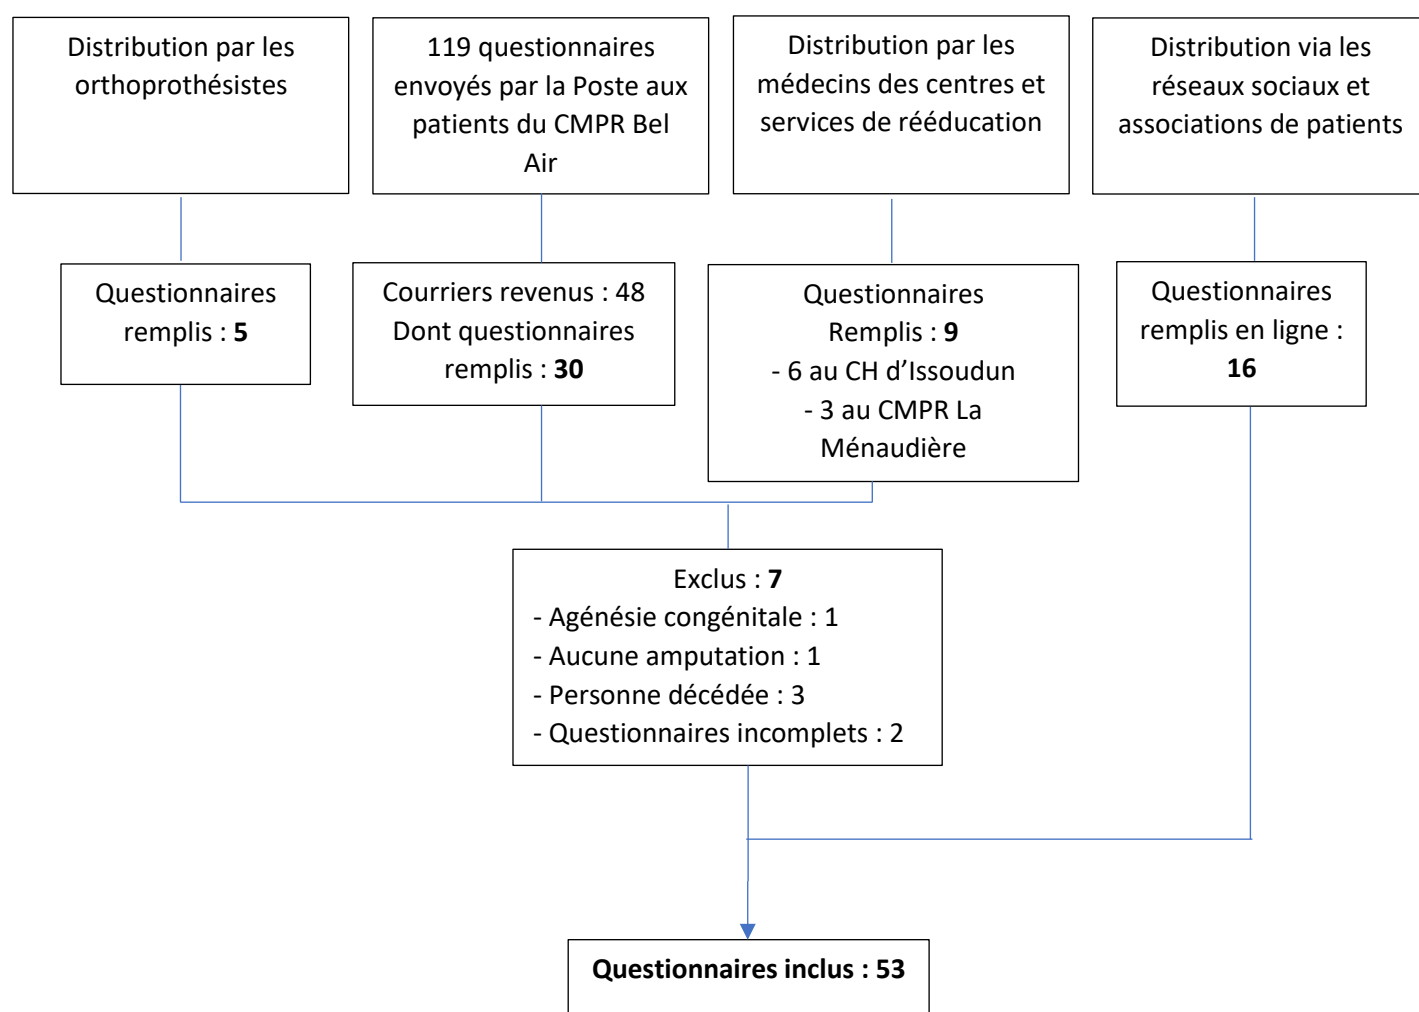 Distribution par les
orthoprothésistes
119 questionnaires
envoyés par la Poste aux
patients du CMPR Bel
Air
Distribution par les
médecins des centres et
services de rééducation
Distribution via les
réseaux sociaux et
associations de patients
Questionnaires
remplis : 5
Courriers revenus : 48
Dont questionnaires
remplis : 30
Questionnaires
Remplis : 9
- 6 au CH d’Issoudun
- 3 au CMPR La
Ménaudière
Questionnaires
remplis en ligne :
16
Exclus : 7
- Agénésie congénitale : 1
- Aucune amputation : 1
- Personne décédée : 3
- Questionnaires incomplets : 2
Questionnaires inclus : 53